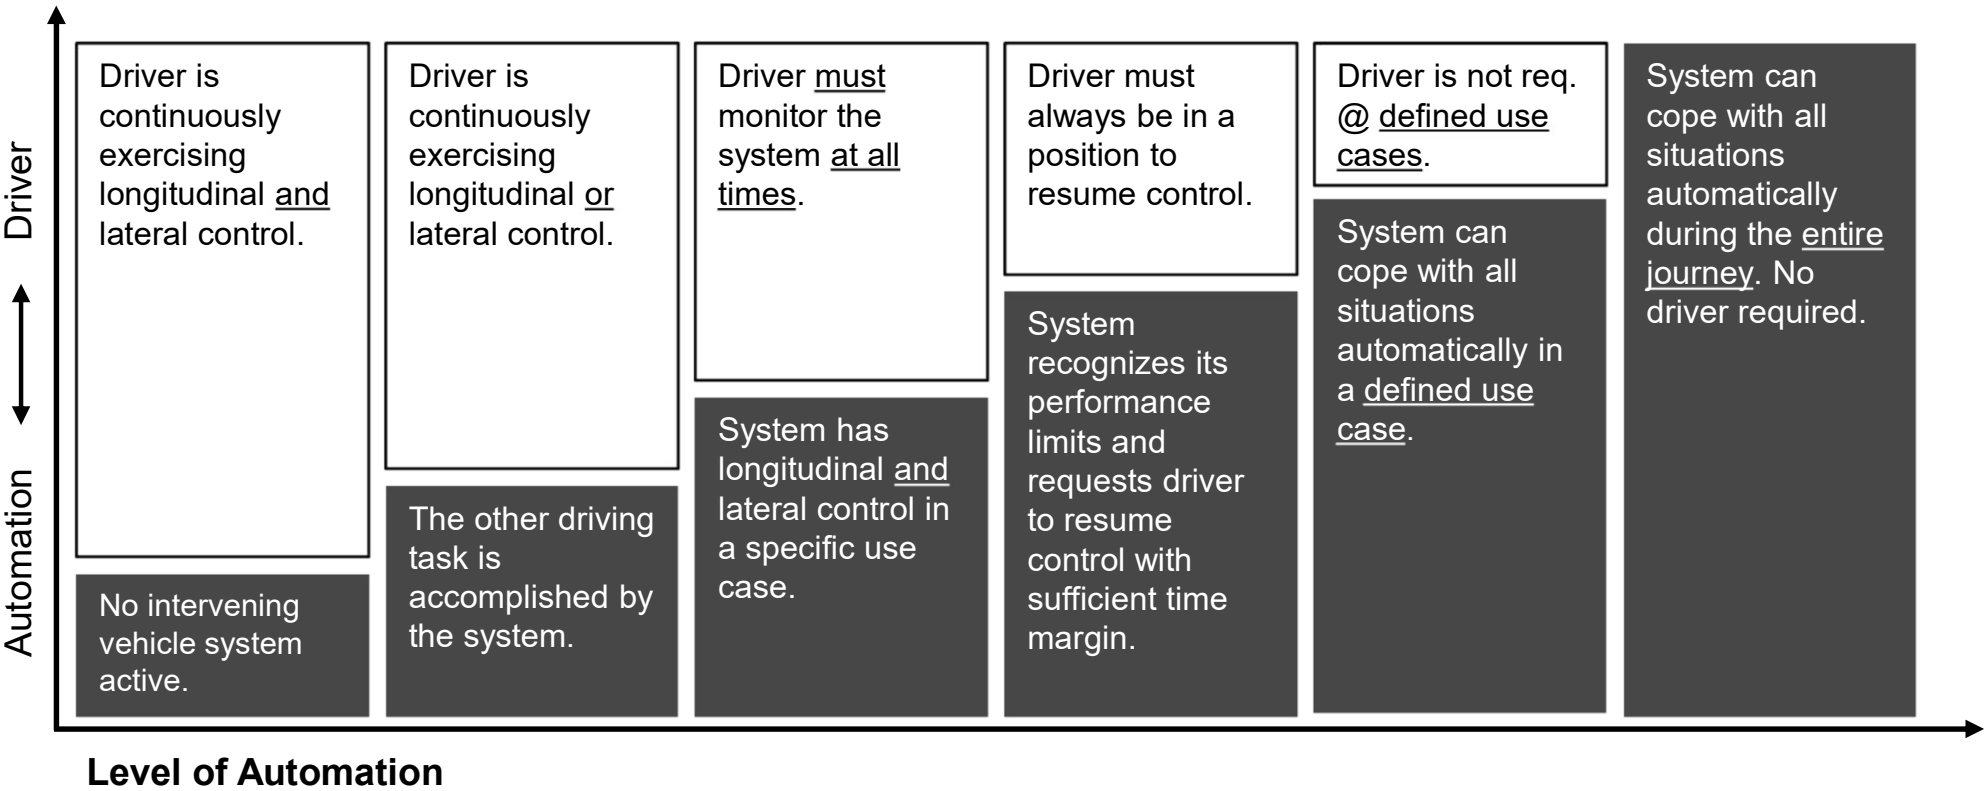 Driver is
continuously
exercising
longitudinal and
lateral control.
No intervening
vehicle system
active.
Driver is
continuously
exercising
longitudinal or
lateral control.
The other driving
task is
accomplished by
the system.
Driver must
monitor the
system at all
times.
System has
longitudinal and
lateral control in
a specific use
case.
Driver must
always be in a
position to
resume control.
System
recognizes its
performance
limits and
requests driver
to resume
control with
sufficient time
margin.
Driver is not req.
@ defined use
cases.
System can
cope with all
situations
automatically in
a defined use
case.
System can
cope with all
situations
automatically
during the entire
journey. No
driver required.
Driver
Automation
Level of Automation